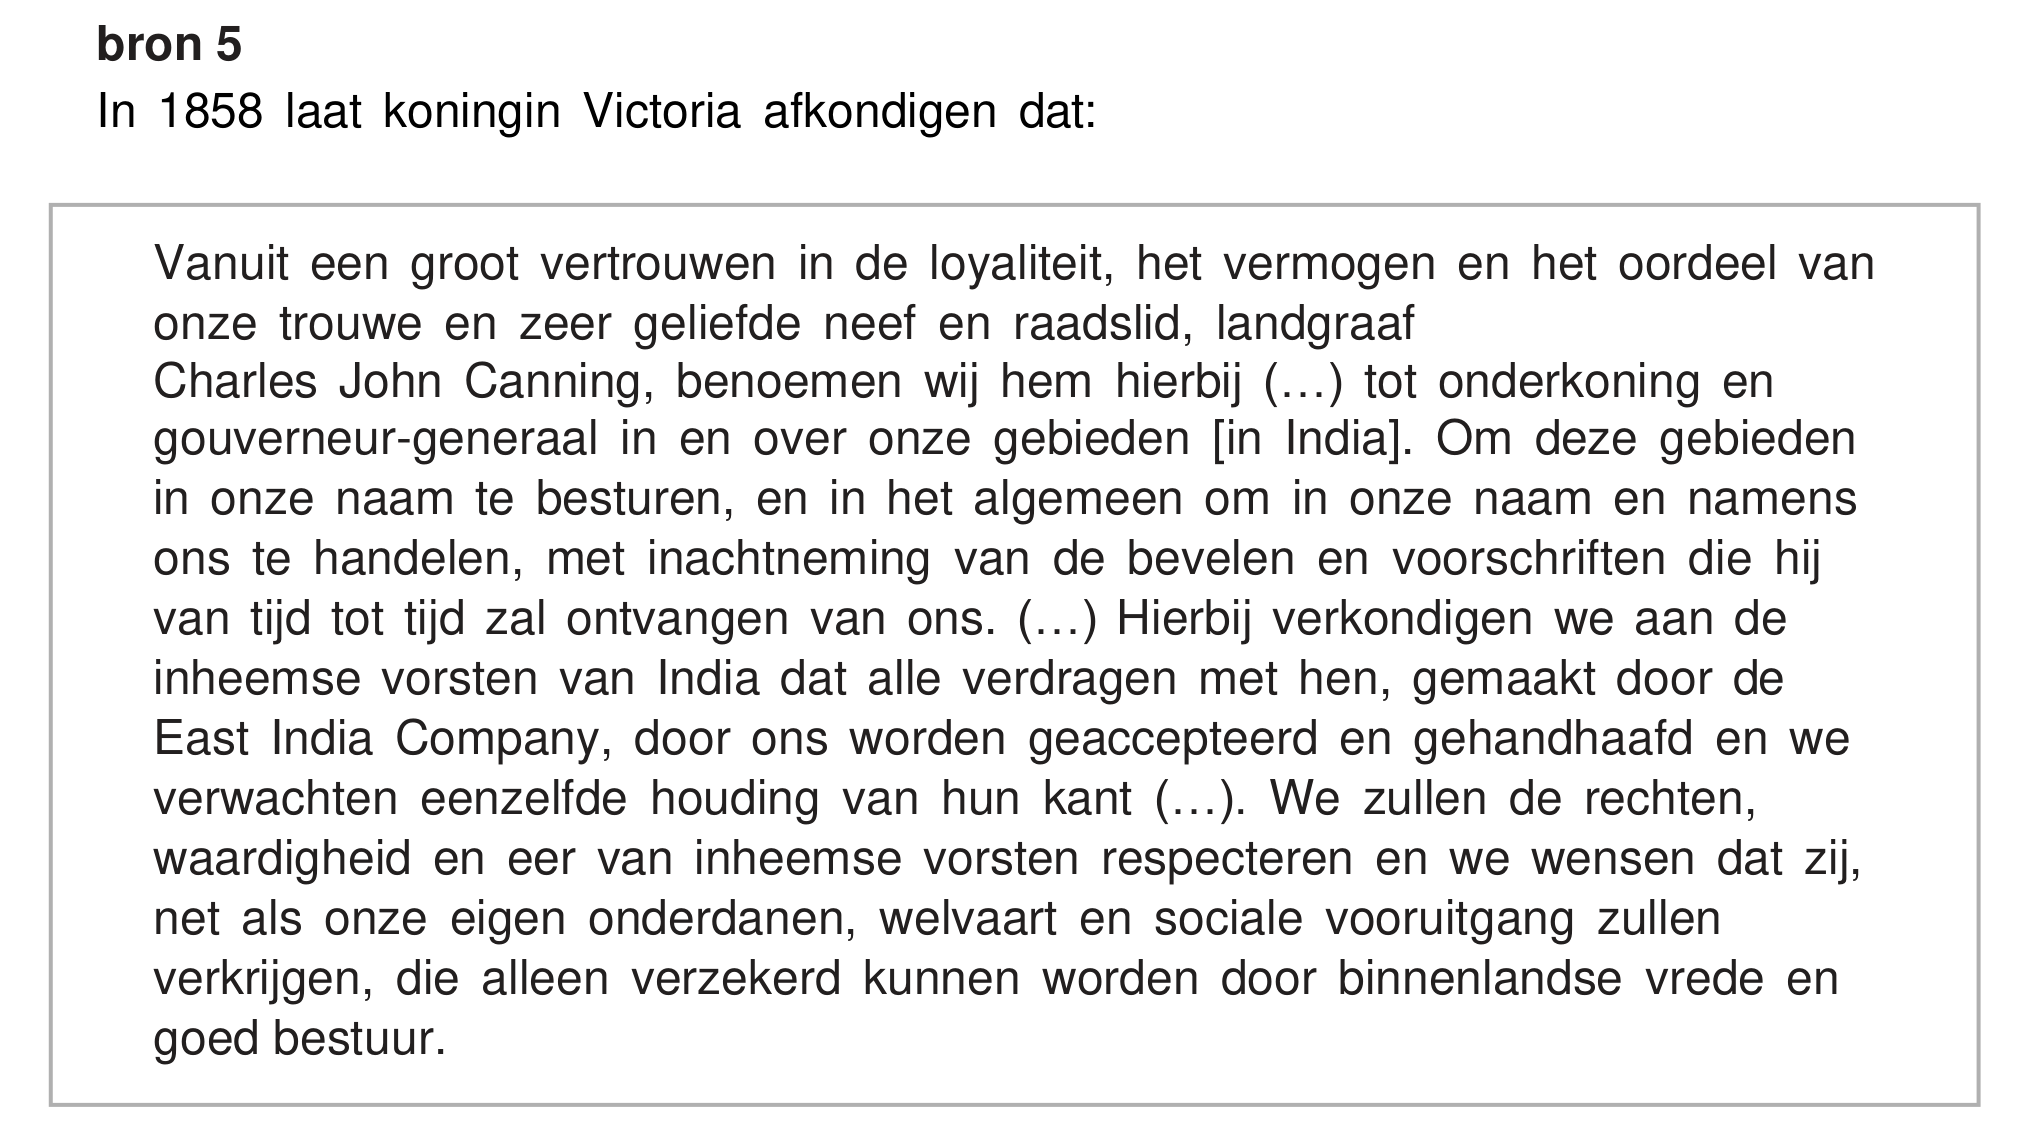 bron 5
In 1858 laat koningin Victoria afkondigen dat:
Vanuit een groot vertrouwen in de loyaliteit, het vermogen en het oordeel van
onze trouwe en zeer geliefde neef en raadslid, landgraaf
Charles John Canning, benoemen wij hem hierbij (…) tot onderkoning en
gouverneur-generaal in en over onze gebieden [in India]. Om deze gebieden
in onze naam te besturen, en in het algemeen om in onze naam en namens
ons te handelen, met inachtneming van de bevelen en voorschriften die hij
van tijd tot tijd zal ontvangen van ons. (…) Hierbij verkondigen we aan de
inheemse vorsten van India dat alle verdragen met hen, gemaakt door de
East India Company, door ons worden geaccepteerd en gehandhaafd en we
verwachten eenzelfde houding van hun kant (…). We zullen de rechten,
waardigheid en eer van inheemse vorsten respecteren en we wensen dat zij,
net als onze eigen onderdanen, welvaart en sociale vooruitgang zullen
verkrijgen, die alleen verzekerd kunnen worden door binnenlandse vrede en
goed bestuur.